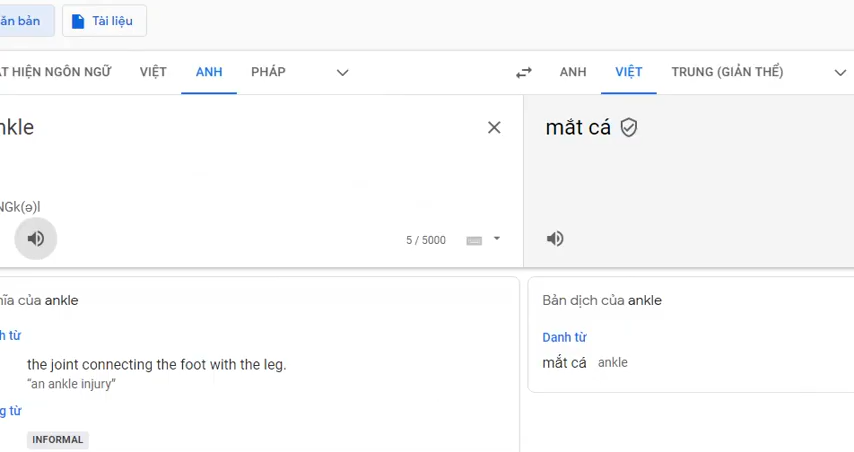 ăn bản Tài liệu
ÁT HIỆN NGÔN NGỮ VIỆT ANH PHÁP ANH VIỆT TRUNG (GIẢN THỂ)
nkle
mắt cá
NGk(ə)l
5 / 5000
hĩa của ankle
h từ
the joint connecting the foot with the leg.
“an ankle injury”
g từ
INFORMAL
Bản dịch của ankle
Danh từ
mắt cá ankle